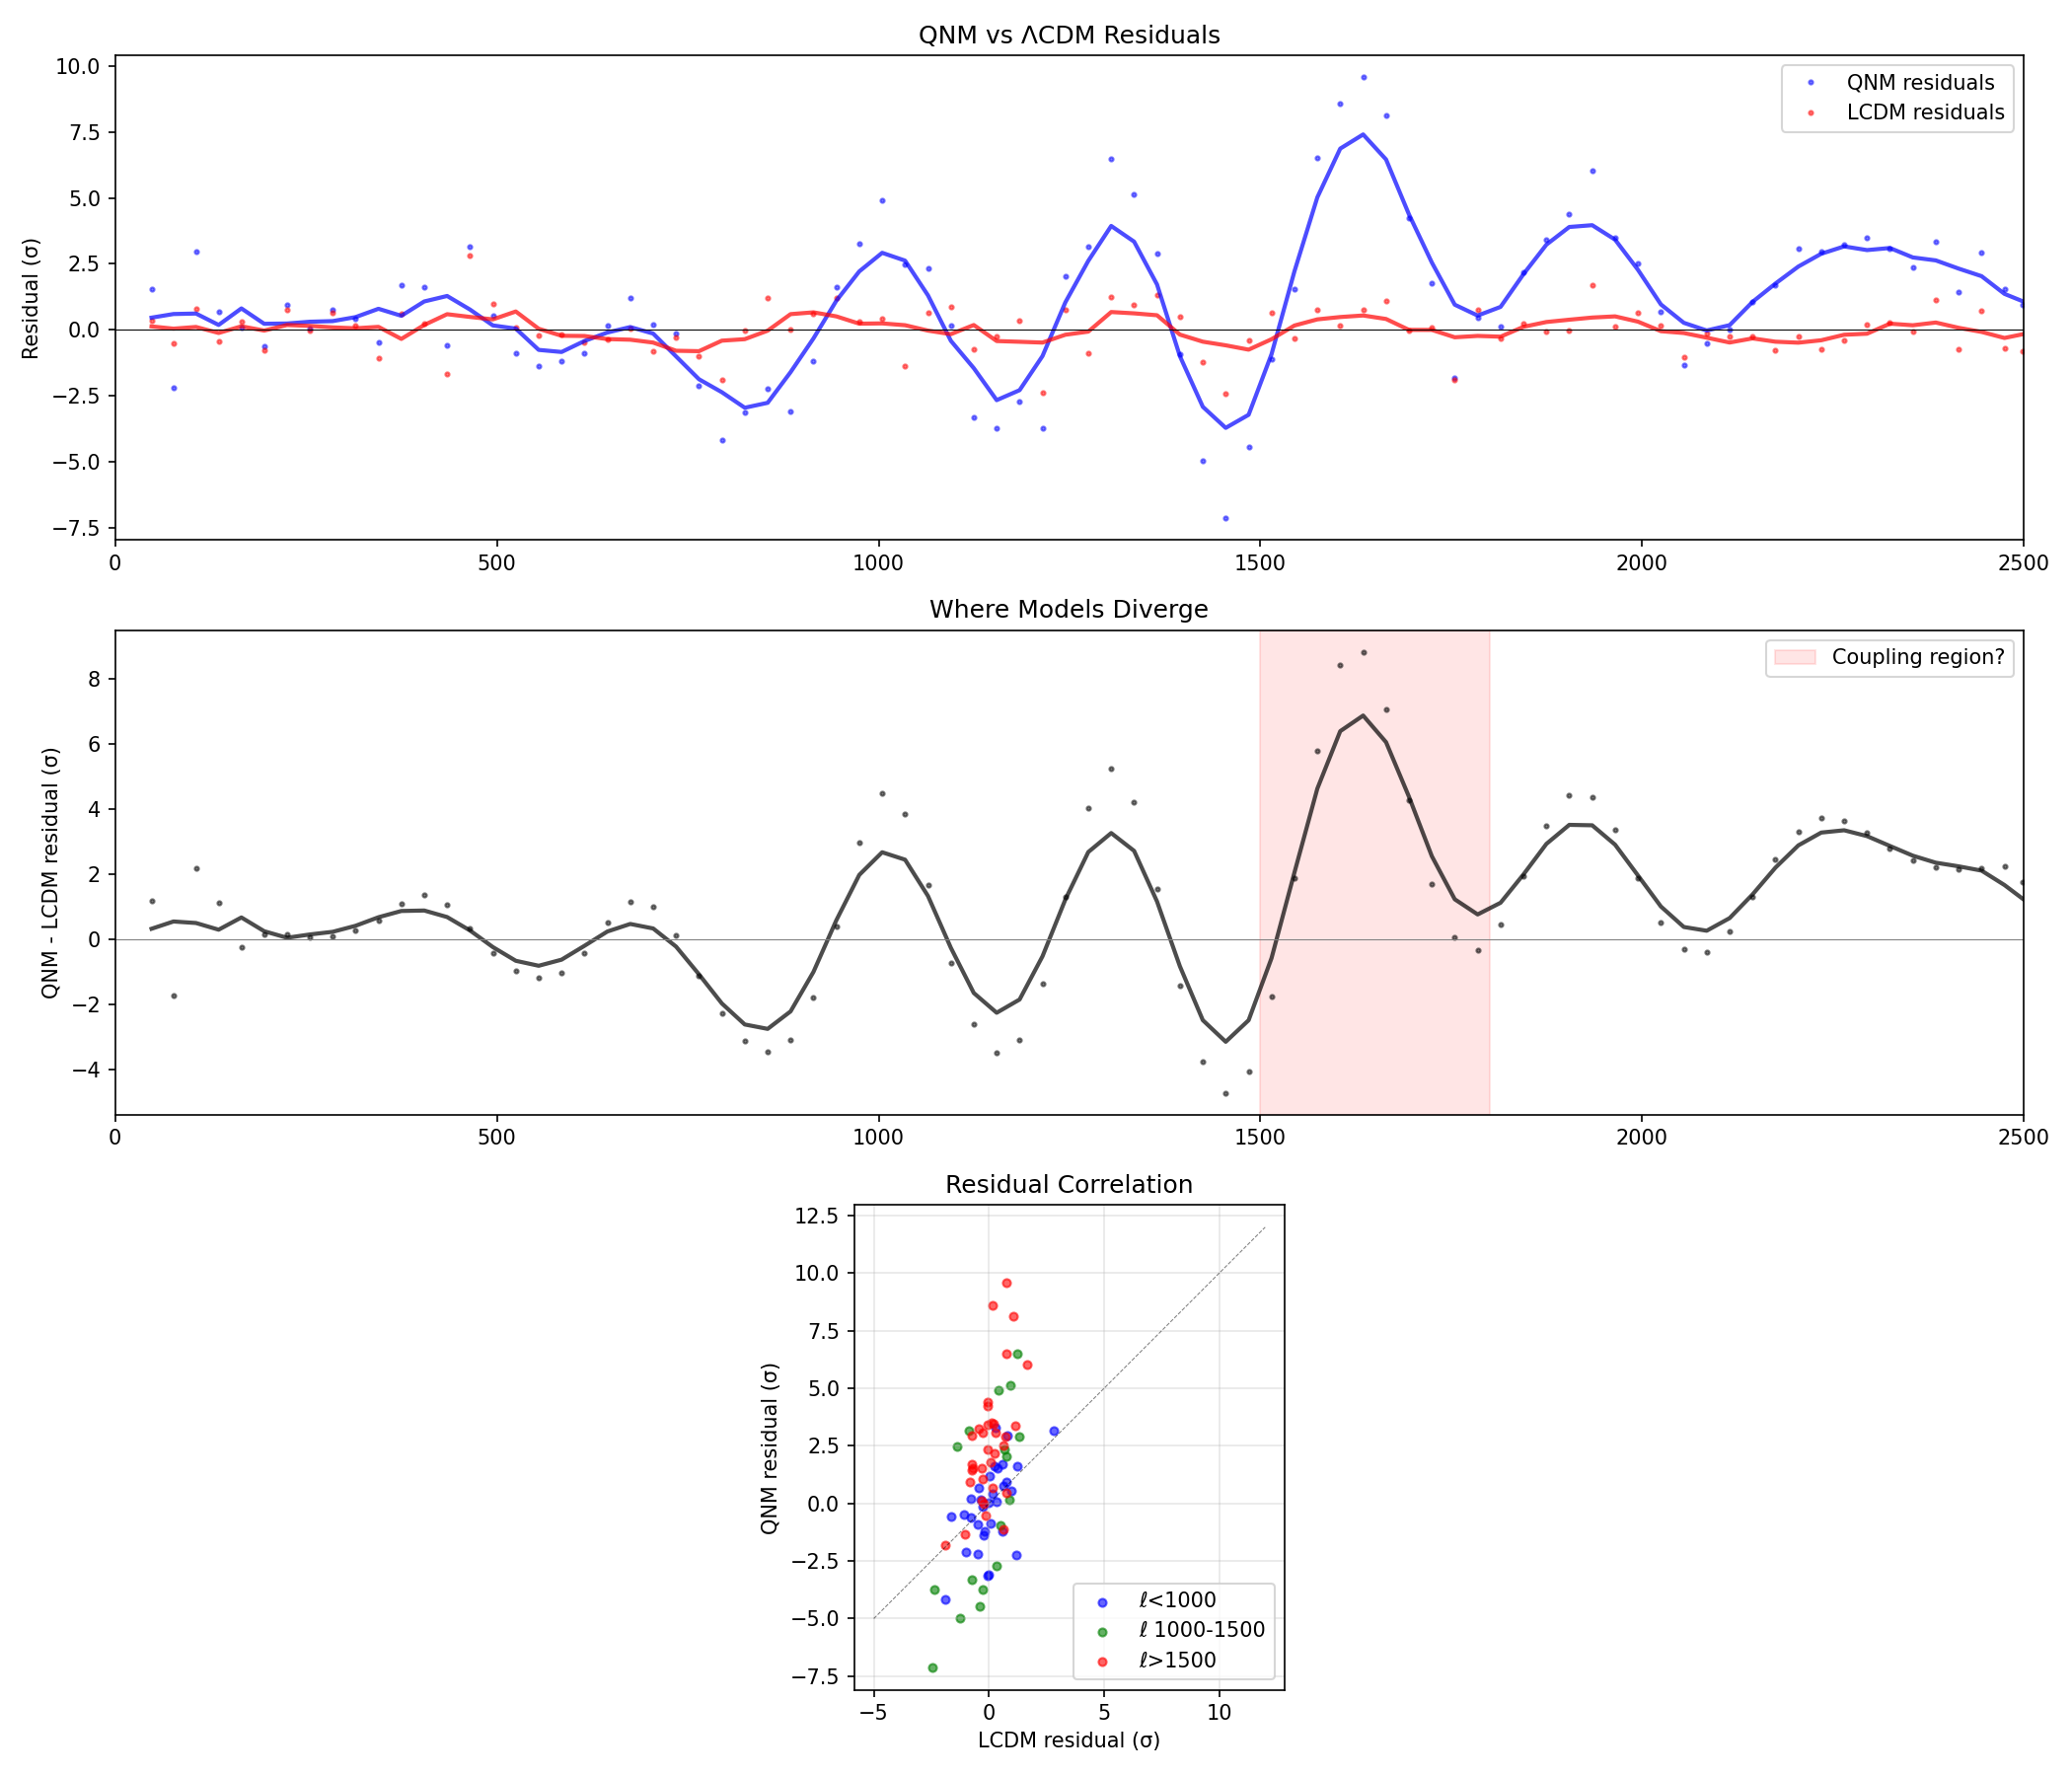 QNM vs ΛCDM Residuals
10.0
7.5
5.0
2.5
0.0
−2.5
−5.0
−7.5
Residual (σ)
QNM residuals
LCDM residuals
0 500 1000 1500 2000 2500
Where Models Diverge
8
6
4
2
0
−2
−4
QNM - LCDM residual (σ)
Coupling region?
0 500 1000 1500 2000 2500
Residual Correlation
12.5
10.0
7.5
5.0
2.5
0.0
−2.5
−5.0
−7.5
QNM residual (σ)
ℓ<1000
ℓ 1000-1500
ℓ>1500
−5 0 5 10
LCDM residual (σ)